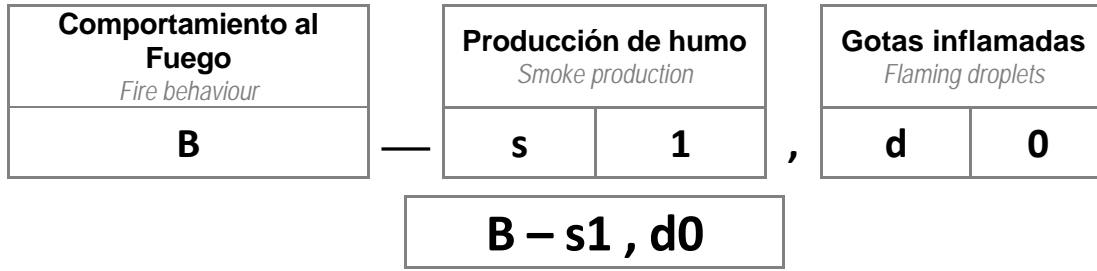 Comportamiento al
Fuego
Fire behaviour
Producción de humo
Smoke production
Gotas inflamadas
Flaming droplets
B — s 1 , d 0
B – s1 , d0